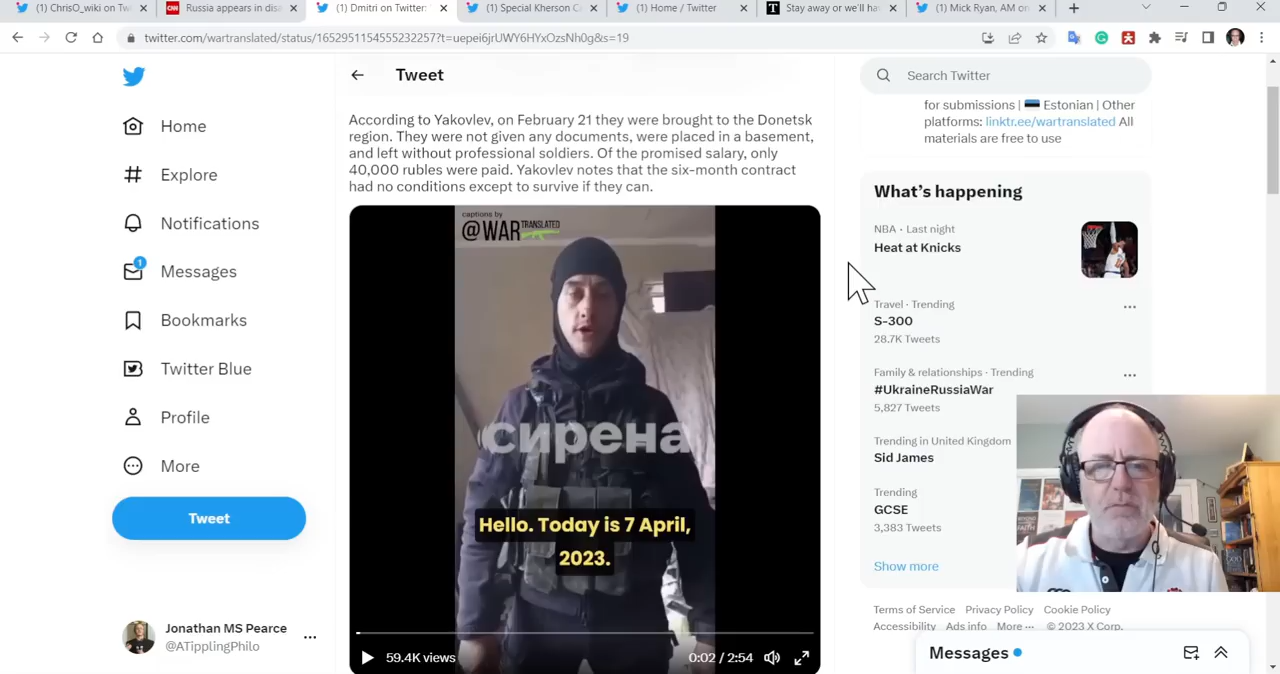 (1) ChrisO_wiki on Twi
Russia appears in disa
(1) Dmitri on Twitter:
(1) Special Kherson C
(1) Home / Twitter
Stay away or we'll ha
(1) Mick Ryan, AM on
twitter.com/wartranslated/status/1652951154555232257?t=uepei6jrUWY6HYxOzsNh0g&s=19
Home
Explore
Notifications
1
Messages
Bookmarks
Twitter Blue
Profile
More
Tweet
Jonathan MS Pearce
@ATipplingPhilo
Tweet
According to Yakovlev, on February 21 they were brought to the Donetsk
region. They were not given any documents, were placed in a basement,
and left without professional soldiers. Of the promised salary, only
40,000 rubles were paid. Yakovlev notes that the six-month contract
had no conditions except to survive if they can.
captions by
@WARTRANSLATED
сирена
Hello. Today is 7 April,
2023.
59.4K views
0:02 / 2:54
Search Twitter
for submissions | Estonian | Other
platforms: linktr.ee/wartranslated All
materials are free to use
What's happening
NBA · Last night
Heat at Knicks
Travel · Trending
S-300
28.7K Tweets
Family & relationships · Trending
#UkraineRussiaWar
5,827 Tweets
Trending in United Kingdom
Sid James
Trending
GCSE
3,383 Tweets
Show more
Terms of Service Privacy Policy Cookie Policy
Accessibility Ads info More ··· © 2023 X Corp.
Messages